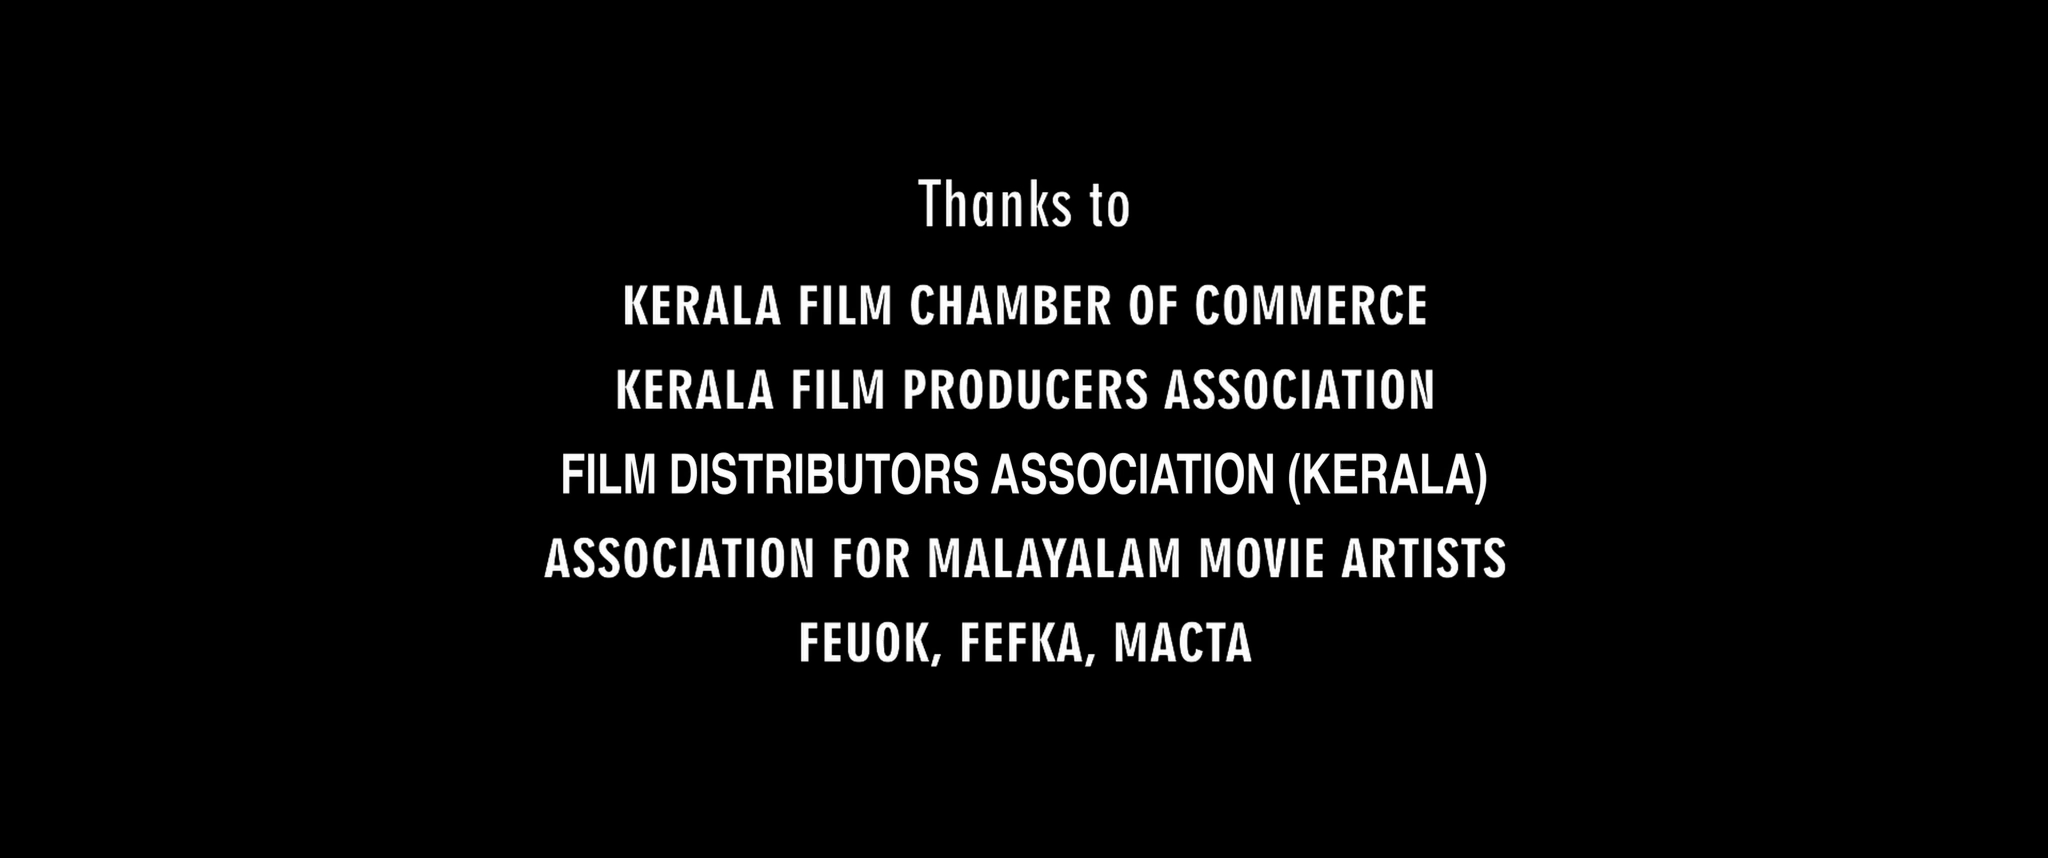 Thanks to
KERALA FILM CHAMBER OF COMMERCE
KERALA FILM PRODUCERS ASSOCIATION
FILM DISTRIBUTORS ASSOCIATION (KERALA)
ASSOCIATION FOR MALAYALAM MOVIE ARTISTS
FEUOK, FEFKA, MACTA